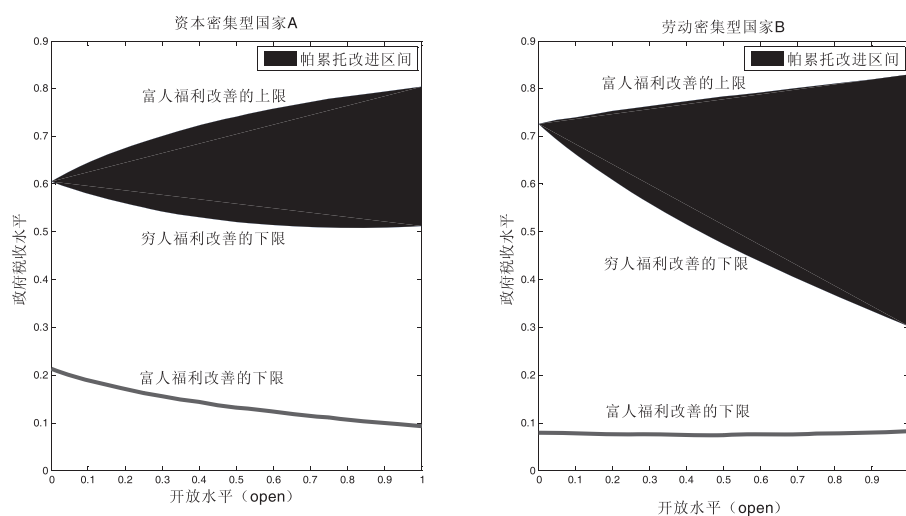 资本密集型国家A
0.9
0.8
0.7
0.6
0.5
0.4
0.3
0.2
0.1
0
政府税收水平
帕累托改进区间
富人福利改善的上限
穷人福利改善的下限
富人福利改善的下限
0 0.1 0.2 0.3 0.4 0.5 0.6 0.7 0.8 0.9 1
开放水平（open）
劳动密集型国家B
0.9
0.8
0.7
0.6
0.5
0.4
0.3
0.2
0.1
0
政府税收水平
帕累托改进区间
富人福利改善的上限
穷人福利改善的下限
富人福利改善的下限
0 0.1 0.2 0.3 0.4 0.5 0.6 0.7 0.8 0.9
开放水平（open）